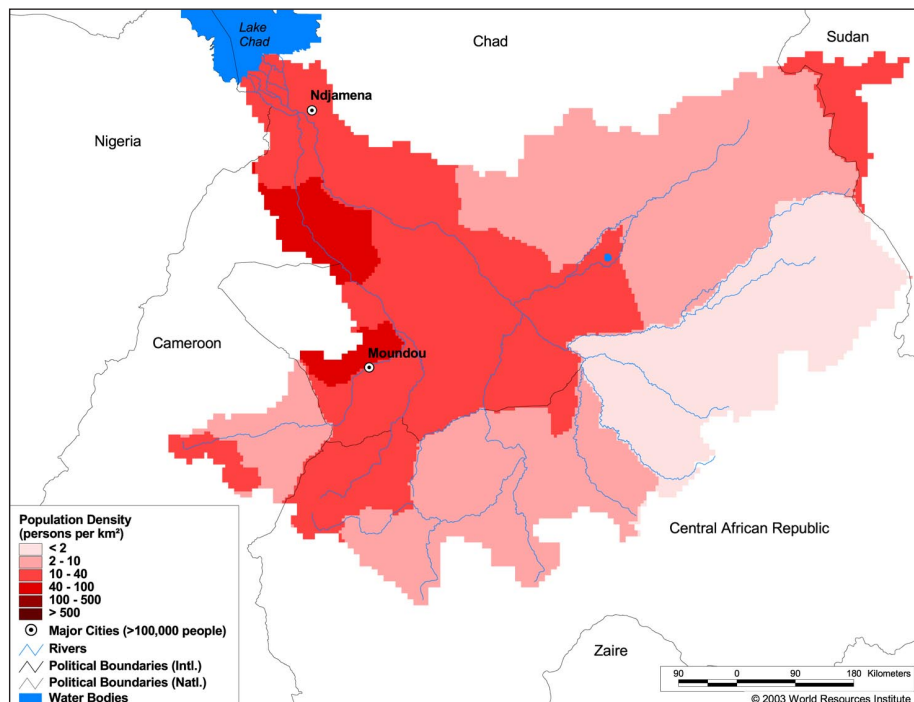 Lake
Chad
Chad
Sudan
Ndjamena
Nigeria
Cameroon
Moundou
Central African Republic
Zaire
Population Density
(persons per km²)
< 2
2 - 10
10 - 40
40 - 100
100 - 500
> 500
Major Cities (>100,000 people)
Rivers
Political Boundaries (Intl.)
Political Boundaries (Natl.)
Water Bodies
90 0 90 180 Kilometers
© 2003 World Resources Institute